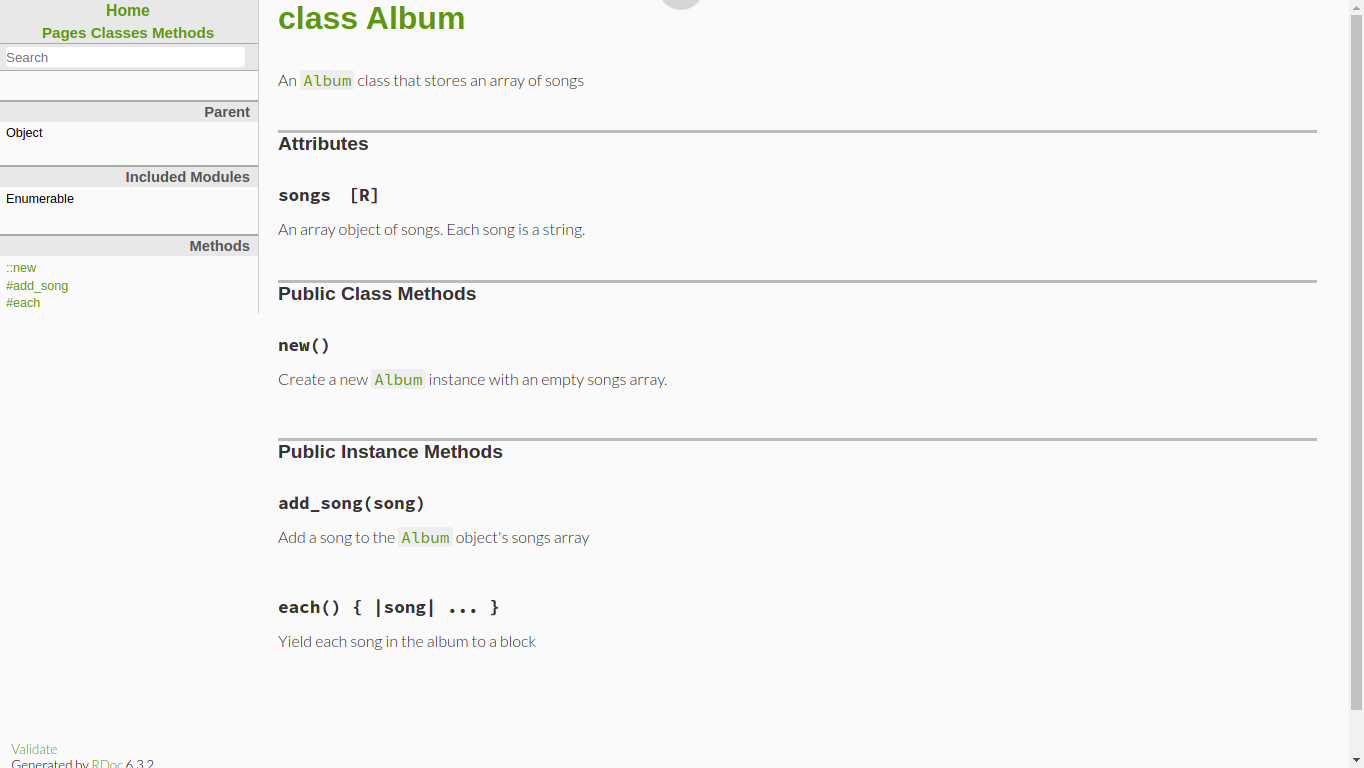 Home
Pages Classes Methods
Search
Parent
Object
Included Modules
Enumerable
Methods
::new
#add_song
#each
class Album
An Album class that stores an array of songs
Attributes
songs [R]
An array object of songs. Each song is a string.
Public Class Methods
new()
Create a new Album instance with an empty songs array.
Public Instance Methods
add_song(song)
Add a song to the Album object's songs array
each() { |song| ... }
Yield each song in the album to a block
Validate
Generated by RDoc 6.3.2